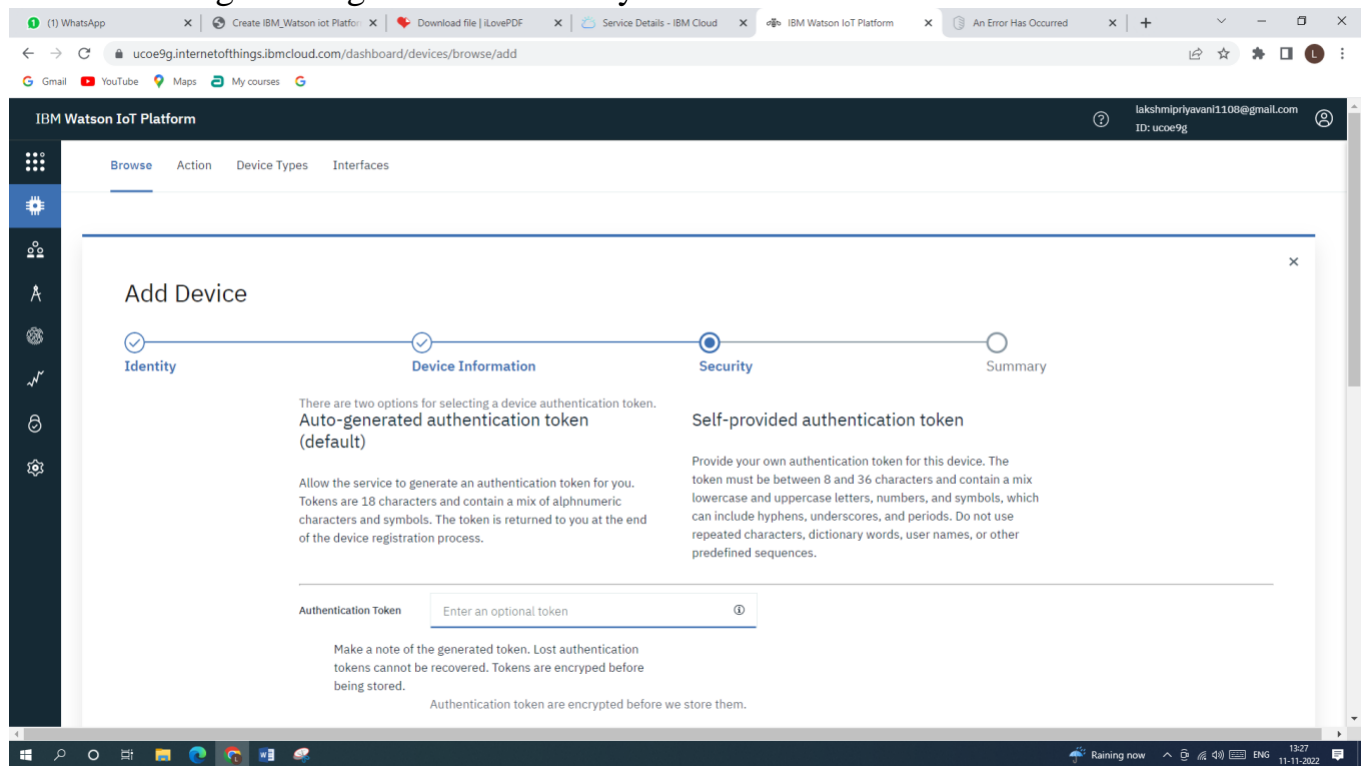 (1) WhatsApp
Create IBM_Watson iot Platfor
Download file | iLovePDF
Service Details - IBM Cloud
IBM Watson IoT Platform
An Error Has Occurred
ucoe9g.internetofthings.ibmcloud.com/dashboard/devices/browse/add
L
Gmail
YouTube
Maps
My courses
IBM Watson IoT Platform
lakshmipriyavani1108@gmail.com
ID: ucoe9g
Browse Action Device Types Interfaces
Add Device
Identity
Device Information
Security
Summary
There are two options for selecting a device authentication token.
Auto-generated authentication token
(default)
Allow the service to generate an authentication token for you.
Tokens are 18 characters and contain a mix of alphnumeric
characters and symbols. The token is returned to you at the end
of the device registration process.
Self-provided authentication token
Provide your own authentication token for this device. The
token must be between 8 and 36 characters and contain a mix
lowercase and uppercase letters, numbers, and symbols, which
can include hyphens, underscores, and periods. Do not use
repeated characters, dictionary words, user names, or other
predefined sequences.
Authentication Token
Enter an optional token
Make a note of the generated token. Lost authentication
tokens cannot be recovered. Tokens are encryped before
being stored.
Authentication token are encrypted before we store them.
Raining now
ENG
13:27
11-11-2022